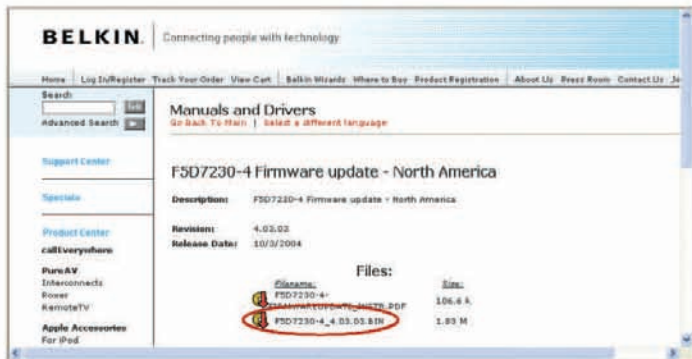 BELKIN. Connecting people with technology
Home Log In/Register Track Your Order View Cart Belkin Wizards Where to Buy Product Registration About Us Press Room Contact Us
Search
Advanced Search
Manuals and Drivers
Go Back To Main | Select a different language
Support Center
Specials
Product Center
callEverywhere
PureAV
Interconnects
Power
RemoteTV
Apple Accessories
For iPod
F5D7230-4 Firmware update - North America
Description: F5D7230-4 Firmware update - North America
Revision: 4.03.03
Release Date: 10/3/2004
Files:
Filename: Size:
F5D7230-4-
106.6 k
F5D7230-4_4.03.03.BIN 1.83 M